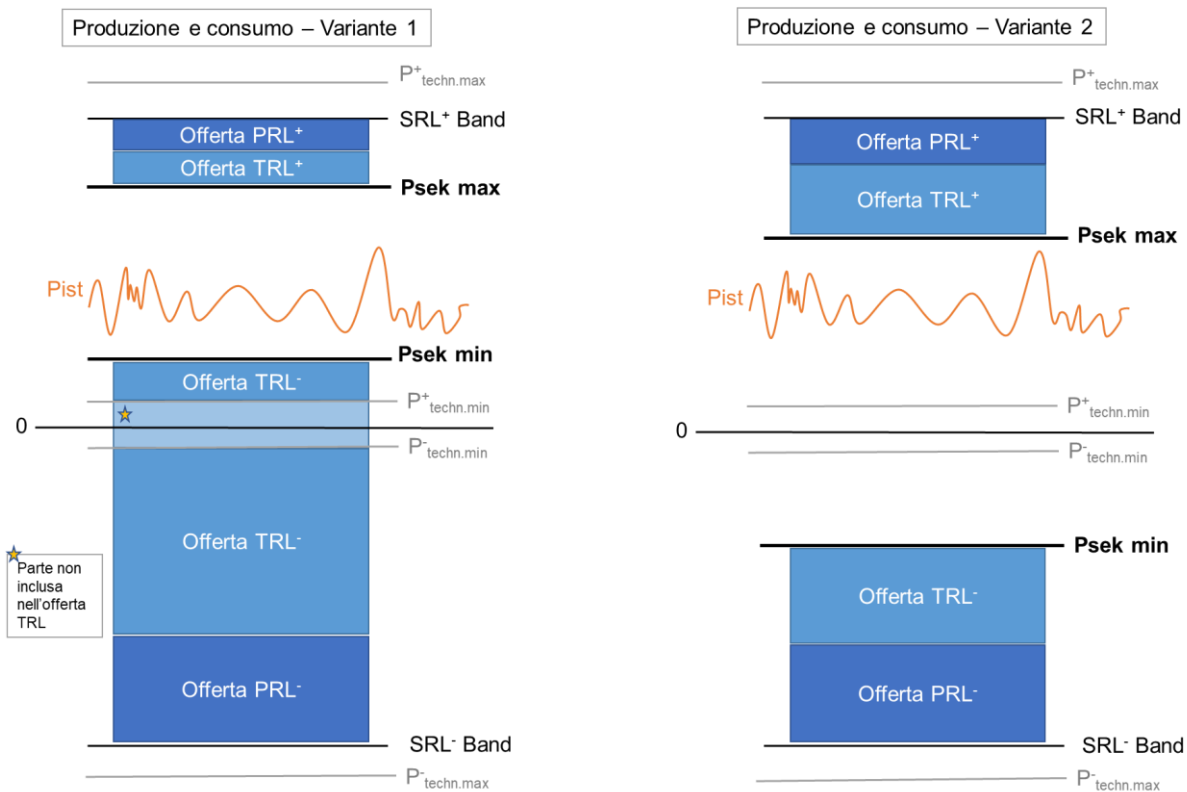 Produzione e consumo – Variante 1
P⁺techn.max
SRL⁺ Band
Offerta PRL⁺
Offerta TRL⁺
Psek max
Pist
Psek min
Offerta TRL⁻
P⁺techn.min
0
P⁻techn.min
Offerta TRL⁻
Parte non
inclusa
nell'offerta
TRL
Offerta PRL⁻
SRL⁻ Band
P⁻techn.max
Produzione e consumo – Variante 2
P⁺techn.max
SRL⁺ Band
Offerta PRL⁺
Offerta TRL⁺
Psek max
Pist
P⁺techn.min
0
P⁻techn.min
Psek min
Offerta TRL⁻
Offerta PRL⁻
SRL⁻ Band
P⁻techn.max